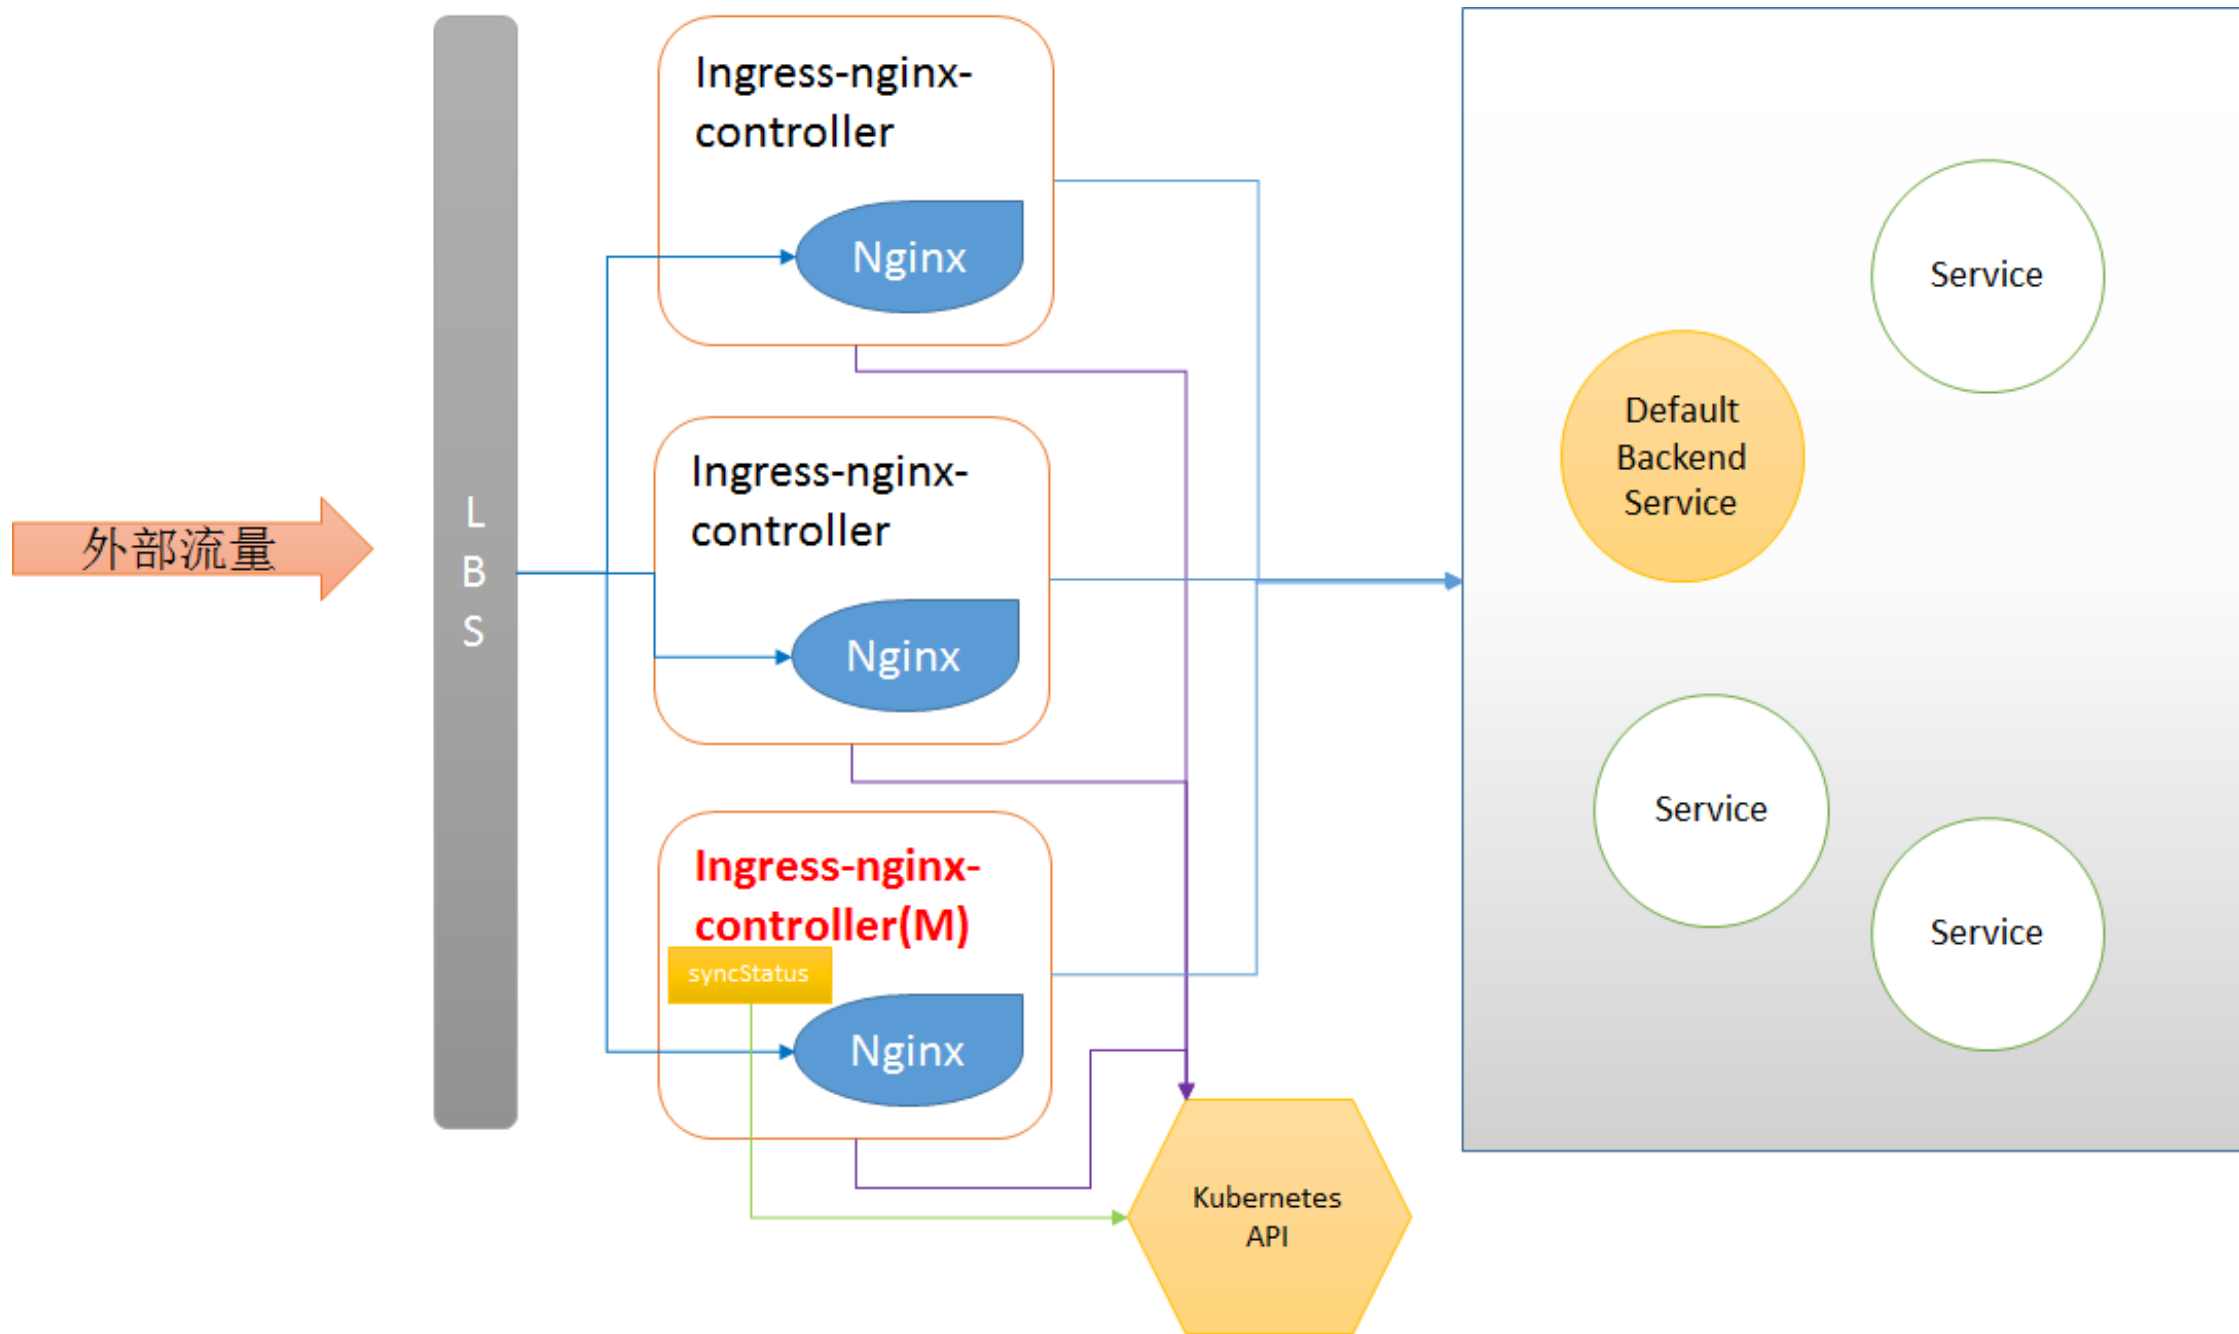 外部流量
L
B
S
Ingress-nginx-
controller
Nginx
Ingress-nginx-
controller
Nginx
Ingress-nginx-
controller(M)
syncStatus
Nginx
Kubernetes
API
Service
Default
Backend
Service
Service
Service